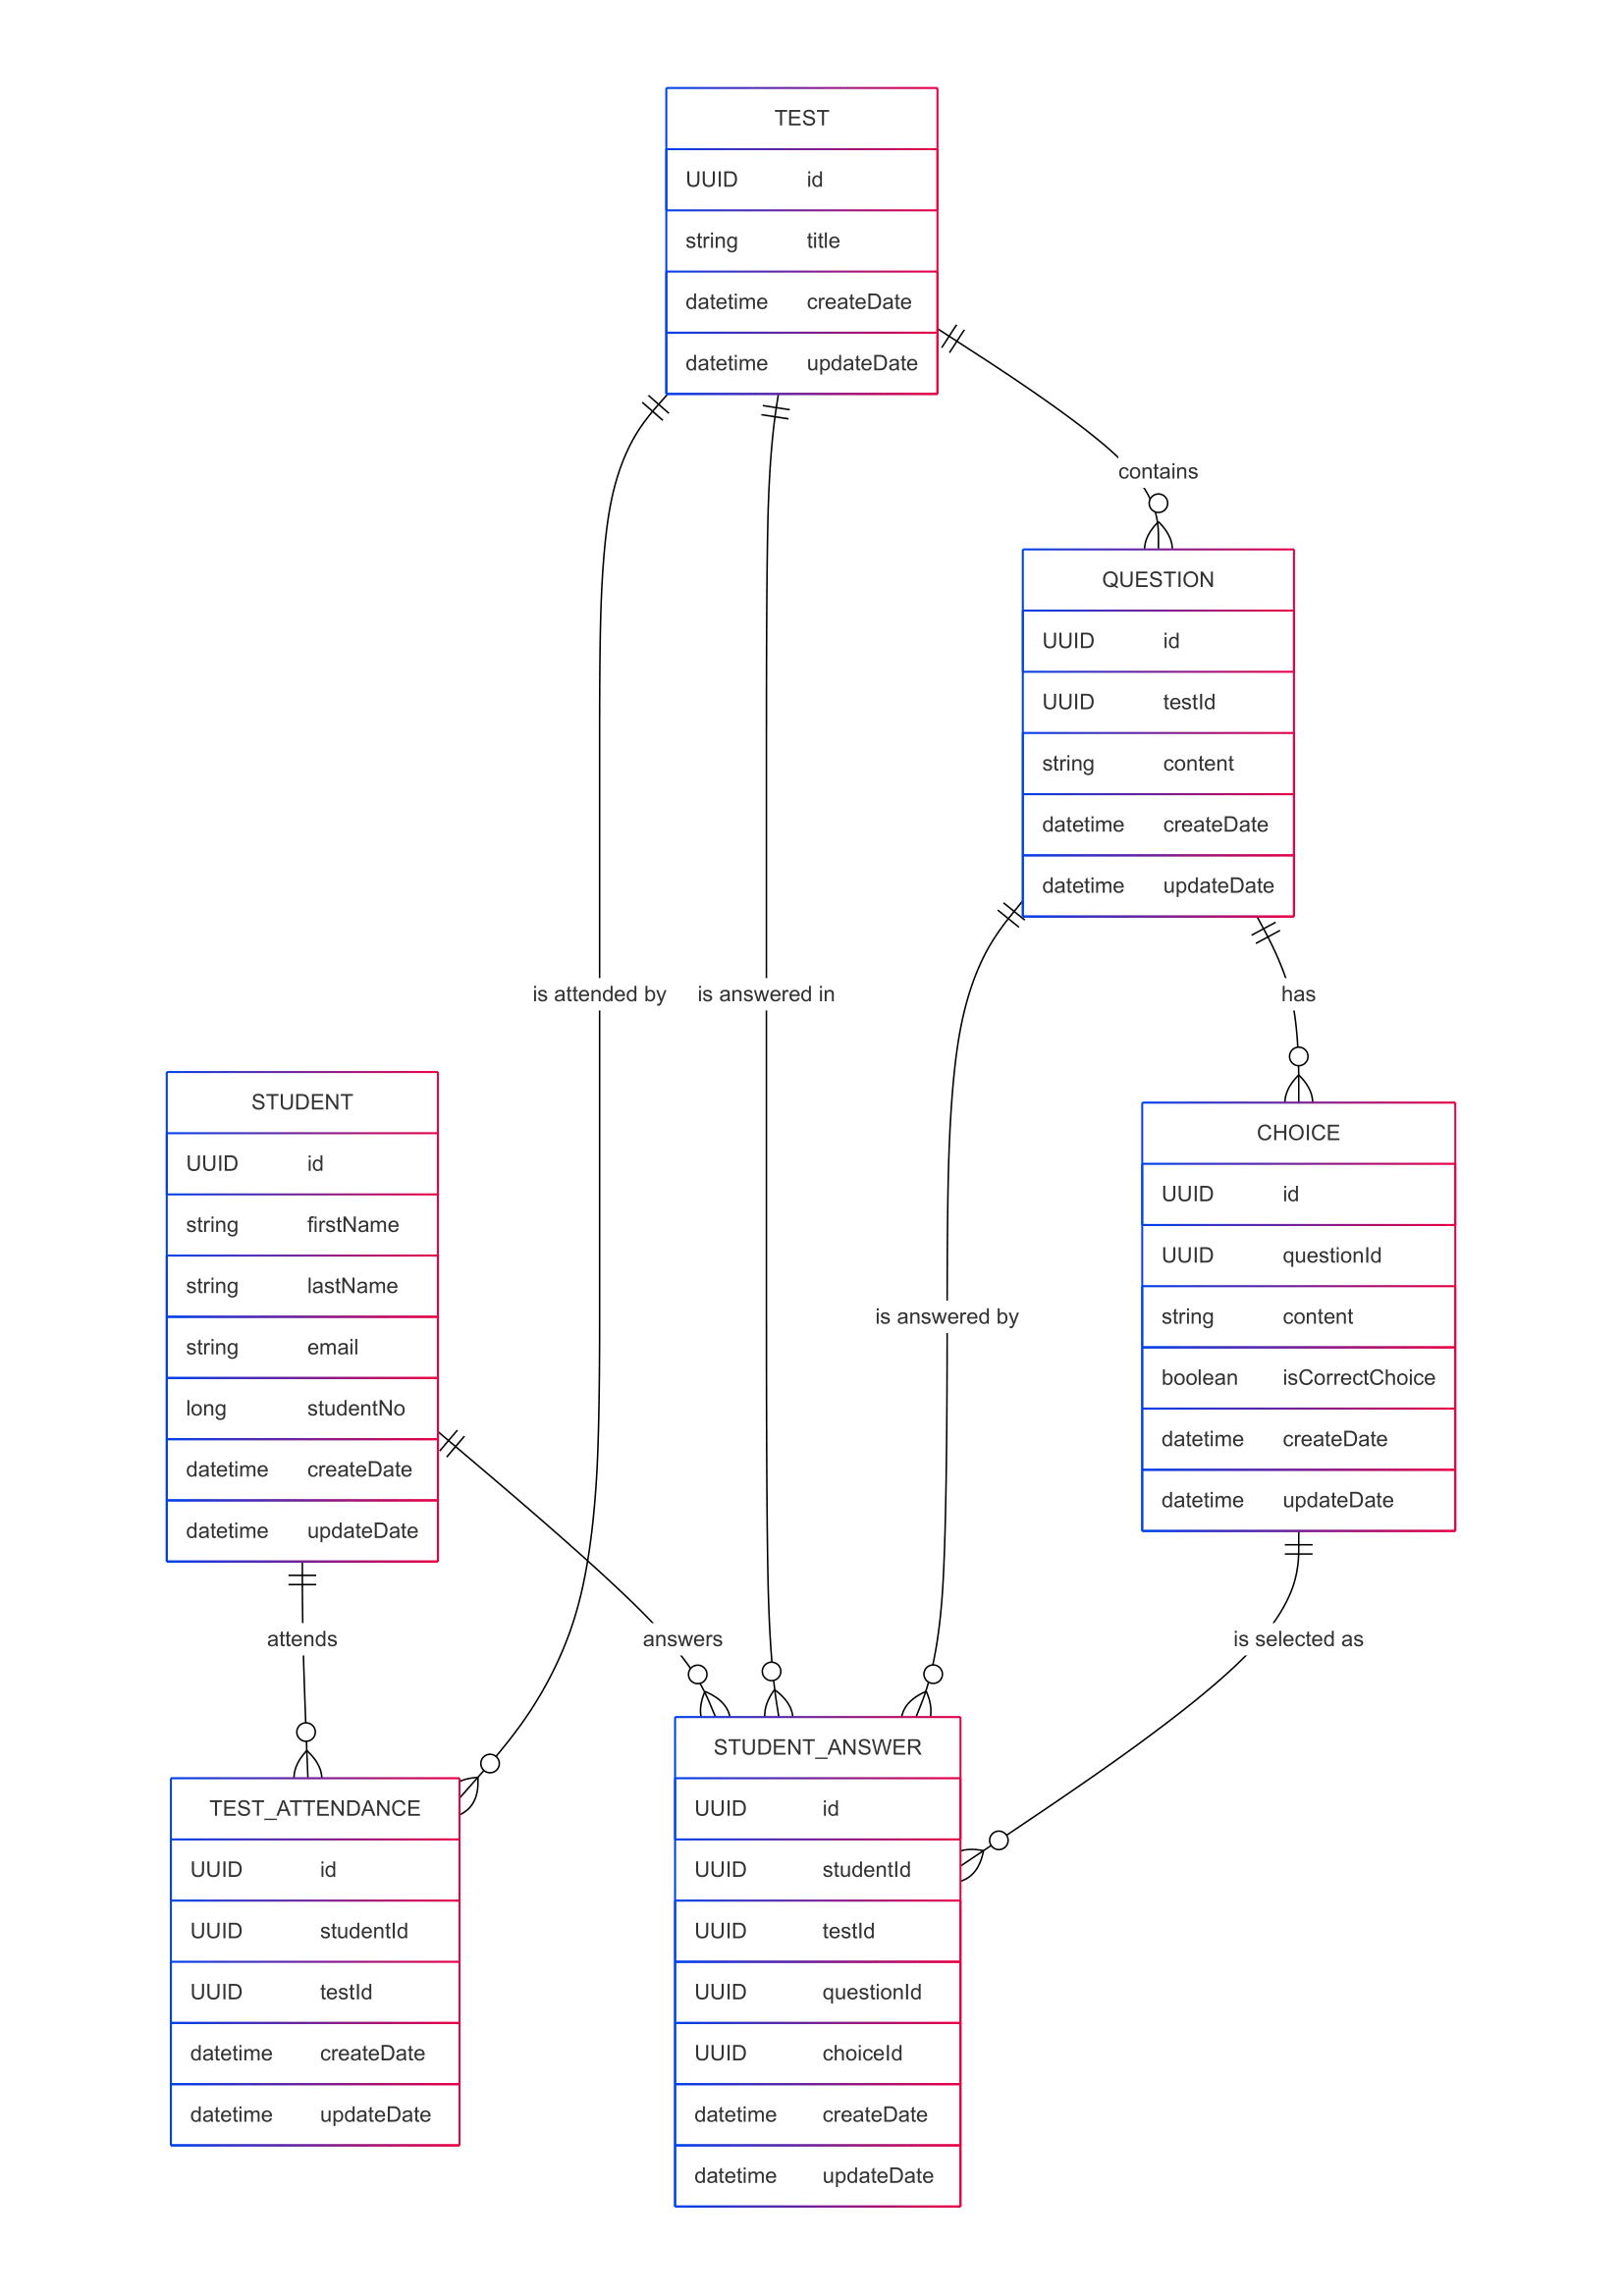 TEST
UUID id
string title
datetime createDate
datetime updateDate
contains
QUESTION
UUID id
UUID testId
string content
datetime createDate
datetime updateDate
is attended by
is answered in
has
STUDENT
UUID id
string firstName
string lastName
string email
long studentNo
datetime createDate
datetime updateDate
CHOICE
UUID id
UUID questionId
string content
boolean isCorrectChoice
datetime createDate
datetime updateDate
is answered by
attends
answers
is selected as
TEST_ATTENDANCE
UUID id
UUID studentId
UUID testId
datetime createDate
datetime updateDate
STUDENT_ANSWER
UUID id
UUID studentId
UUID testId
UUID questionId
UUID choiceId
datetime createDate
datetime updateDate